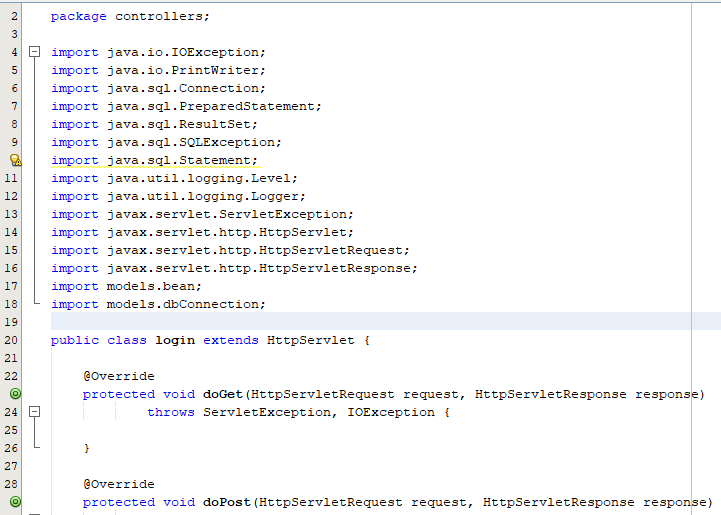 2 package controllers;
3
4 import java.io.IOException;
5 import java.io.PrintWriter;
6 import java.sql.Connection;
7 import java.sql.PreparedStatement;
8 import java.sql.ResultSet;
9 import java.sql.SQLException;
import java.sql.Statement;
11 import java.util.logging.Level;
12 import java.util.logging.Logger;
13 import javax.servlet.ServletException;
14 import javax.servlet.http.HttpServlet;
15 import javax.servlet.http.HttpServletRequest;
16 import javax.servlet.http.HttpServletResponse;
17 import models.bean;
18 import models.dbConnection;
19
20 public class login extends HttpServlet {
21
22     @Override
    protected void doGet(HttpServletRequest request, HttpServletResponse response)
24             throws ServletException, IOException {
25
26     }
27
28     @Override
    protected void doPost(HttpServletRequest request, HttpServletResponse response)